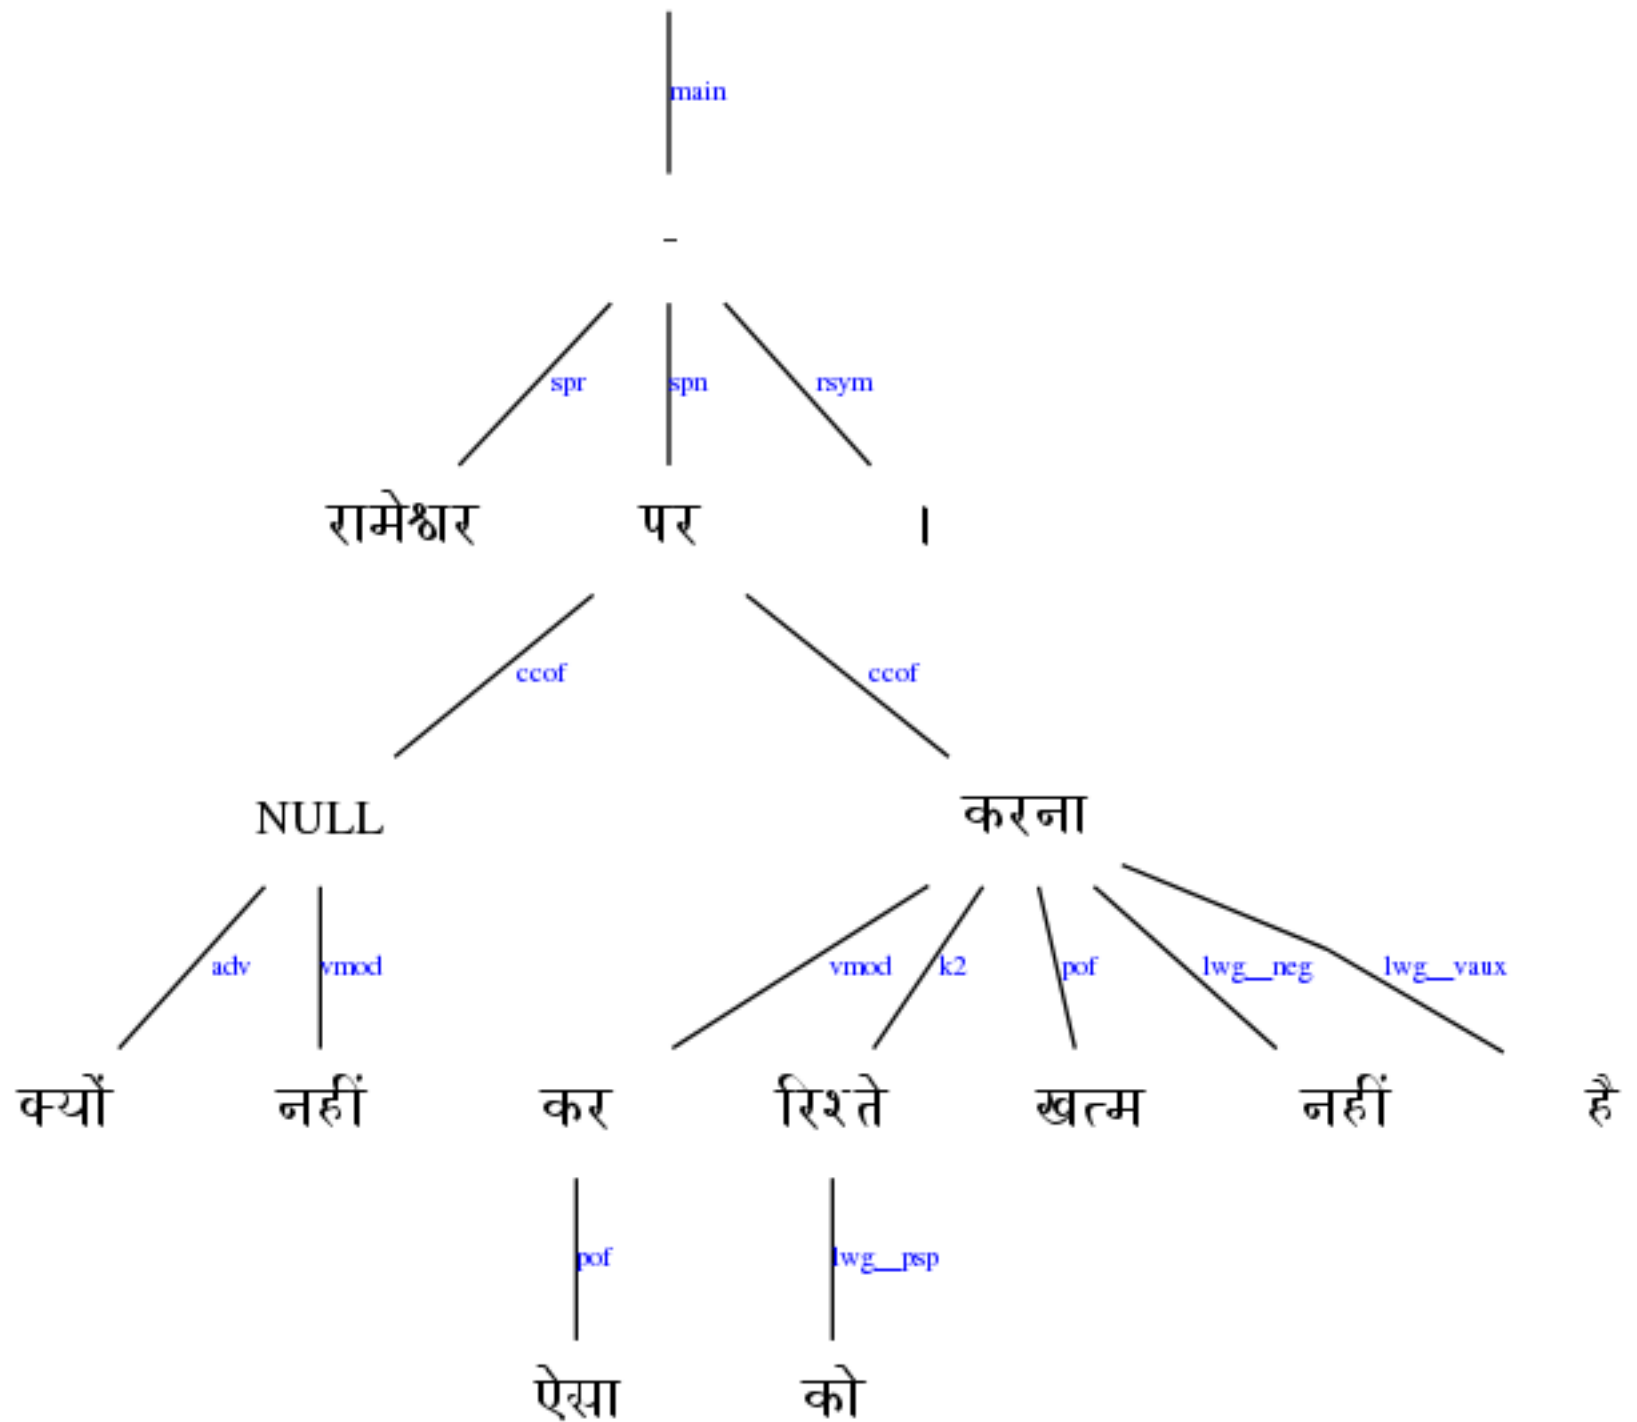 main
-
spr spn rsym
रामेश्वर पर ।
ccof ccof
NULL करना
adv vmod vmod k2 pof lwg__neg lwg__vaux
क्यों नहीं कर रिश्ते खत्म नहीं है
pof lwg__psp
ऐसा को